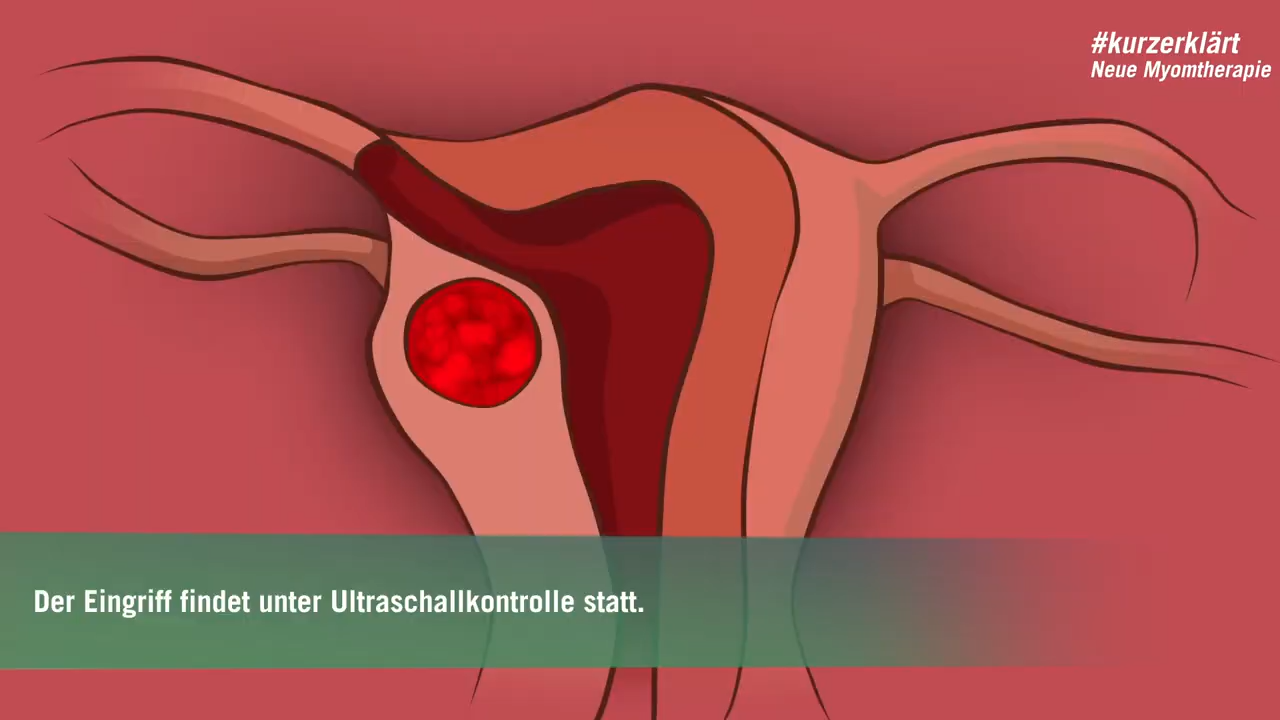 #kurzerklärt
Neue Myomtherapie
Der Eingriff findet unter Ultraschallkontrolle statt.